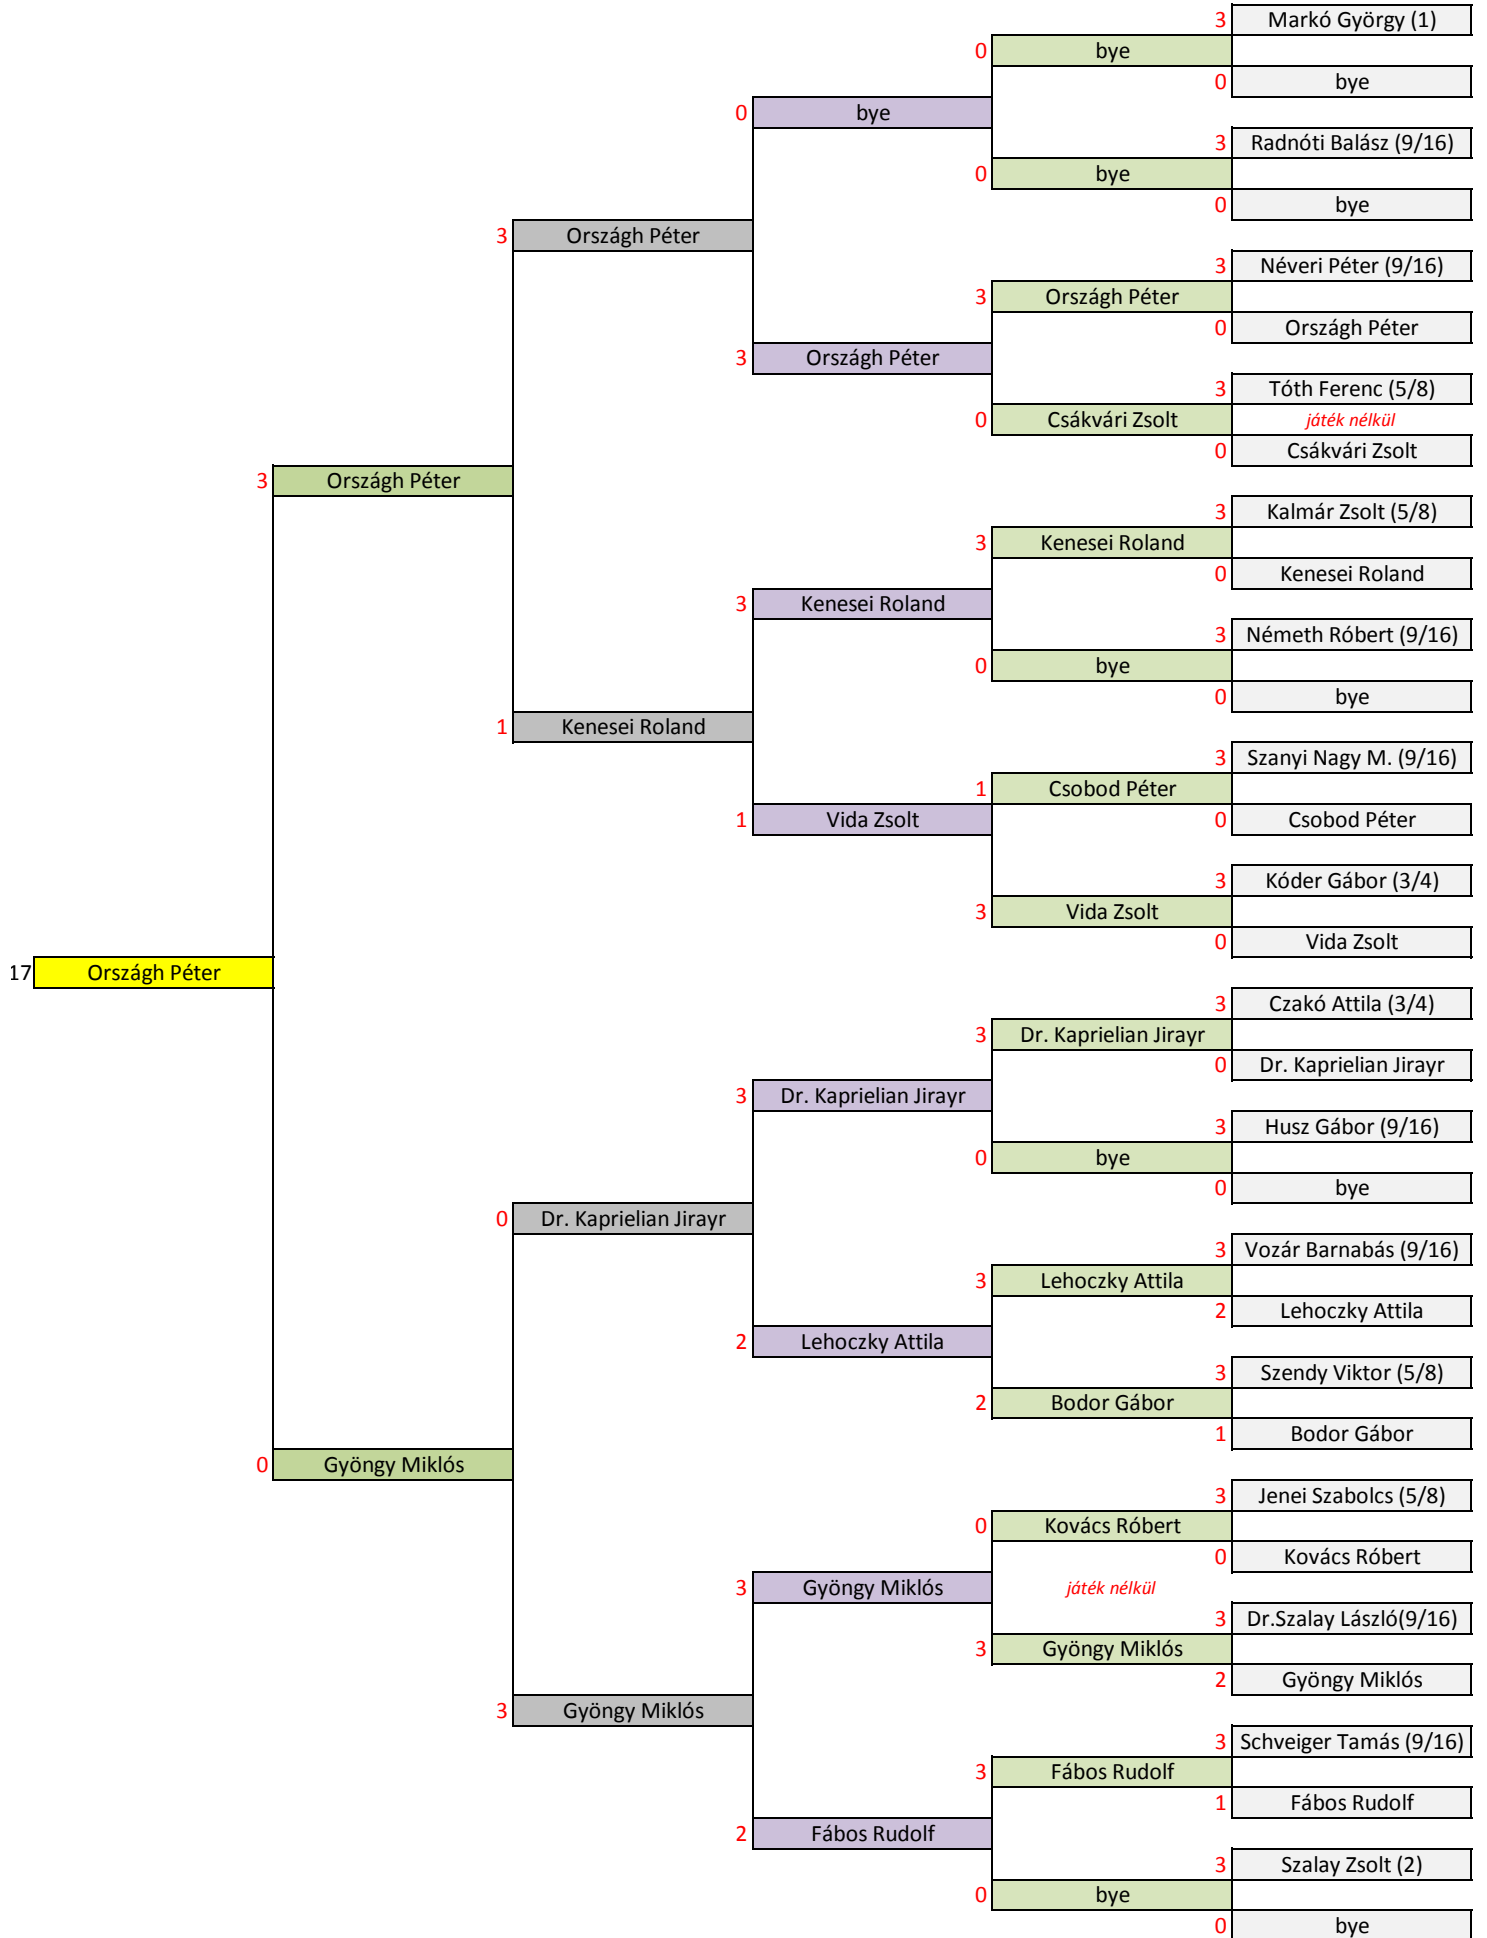 3 Markó György (1)
0 bye
0 bye
0 bye
3 Radnóti Balász (9/16)
0 bye
0 bye
3 Országh Péter
3 Néveri Péter (9/16)
3 Országh Péter
0 Országh Péter
3 Országh Péter
3 Tóth Ferenc (5/8)
0 Csákvári Zsolt játék nélkül
0 Csákvári Zsolt
3 Országh Péter
3 Kalmár Zsolt (5/8)
3 Kenesei Roland
0 Kenesei Roland
3 Kenesei Roland
3 Németh Róbert (9/16)
0 bye
0 bye
1 Kenesei Roland
3 Szanyi Nagy M. (9/16)
1 Csobod Péter
1 Vida Zsolt
0 Csobod Péter
3 Kóder Gábor (3/4)
3 Vida Zsolt
0 Vida Zsolt
17 Országh Péter
3 Czakó Attila (3/4)
3 Dr. Kaprielian Jirayr
0 Dr. Kaprielian Jirayr
3 Dr. Kaprielian Jirayr
3 Husz Gábor (9/16)
0 bye
0 bye
0 Dr. Kaprielian Jirayr
3 Vozár Barnabás (9/16)
3 Lehoczky Attila
2 Lehoczky Attila
2 Lehoczky Attila
3 Szendy Viktor (5/8)
2 Bodor Gábor
1 Bodor Gábor
0 Gyöngy Miklós
3 Jenei Szabolcs (5/8)
0 Kovács Róbert
0 Kovács Róbert
3 Gyöngy Miklós játék nélkül
3 Dr.Szalay László(9/16)
3 Gyöngy Miklós
2 Gyöngy Miklós
3 Gyöngy Miklós
3 Schveiger Tamás (9/16)
3 Fábos Rudolf
1 Fábos Rudolf
2 Fábos Rudolf
3 Szalay Zsolt (2)
0 bye
0 bye